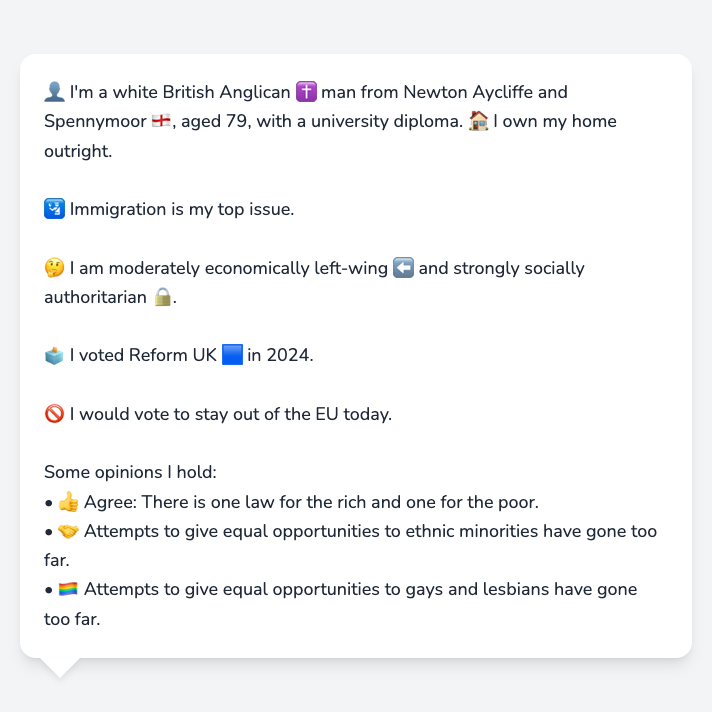 👤 I'm a white British Anglican ✝️ man from Newton Aycliffe and
Spennymoor 🏴󠁧󠁢󠁥󠁮󠁧󠁿, aged 79, with a university diploma. 🏠 I own my home
outright.
🛂 Immigration is my top issue.
🤔 I am moderately economically left-wing ⬅️ and strongly socially
authoritarian 🔒.
🗳️ I voted Reform UK 🟦 in 2024.
🚫 I would vote to stay out of the EU today.
Some opinions I hold:
• 👍 Agree: There is one law for the rich and one for the poor.
• 🤝 Attempts to give equal opportunities to ethnic minorities have gone too
far.
• 🏳️‍🌈 Attempts to give equal opportunities to gays and lesbians have gone
too far.